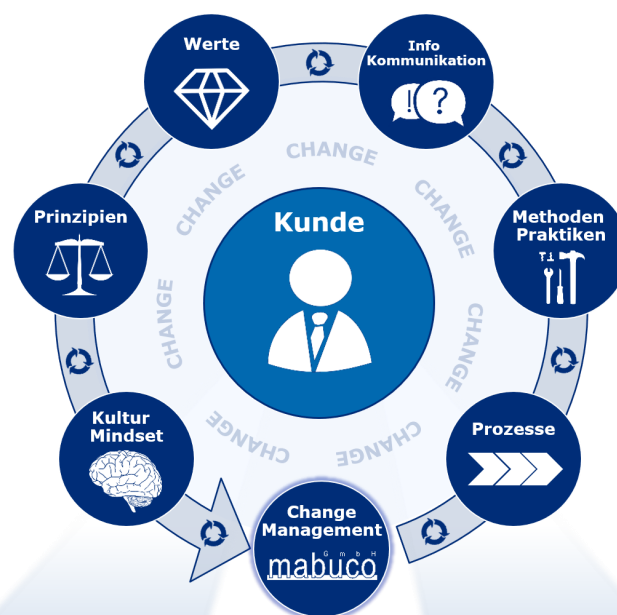 Werte
Info
Kommunikation
!
?
Prinzipien
Methoden
Praktiken
Kultur
Mindset
Prozesse
Change
Management
GmbH
mabuco
Kunde
CHANGE
CHANGE
CHANGE
CHANGE
CHANGE
CHANGE
CHANGE